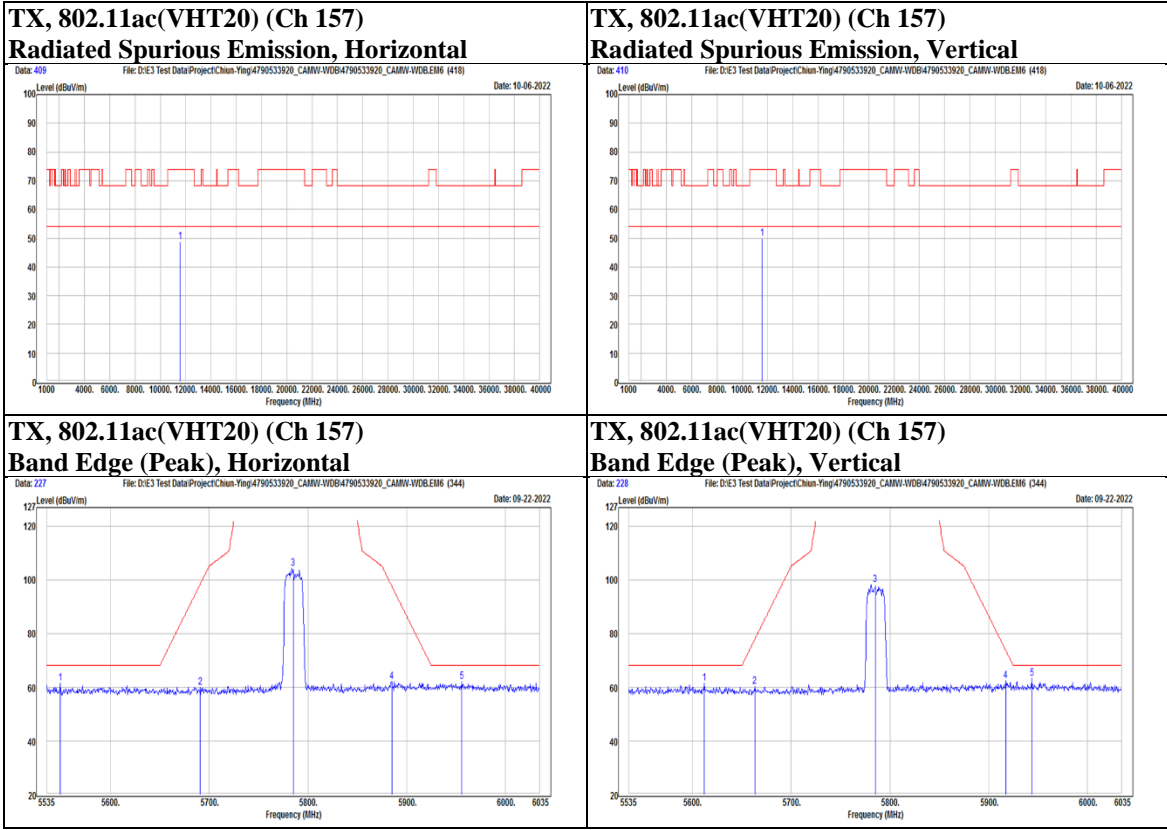 TX, 802.11ac(VHT20) (Ch 157)
Radiated Spurious Emission, Horizontal
Data: 409 File: D:\E3 Test Data\Project\Chiun-Ying\4790533920_CAMW-WDB\4790533920_CAMW-WDB.EM6 (418)
100 Level (dBuV/m) Date: 10-06-2022
90
80
70
60
50
1
40
30
20
10
0
1000 4000. 6000. 8000. 10000. 12000. 14000. 16000. 18000. 20000. 22000. 24000. 26000. 28000. 30000. 32000. 34000. 36000. 38000. 40000
Frequency (MHz)
TX, 802.11ac(VHT20) (Ch 157)
Radiated Spurious Emission, Vertical
Data: 410 File: D:\E3 Test Data\Project\Chiun-Ying\4790533920_CAMW-WDB\4790533920_CAMW-WDB.EM6 (418)
100 Level (dBuV/m) Date: 10-06-2022
90
80
70
60
50
1
40
30
20
10
0
1000 4000. 6000. 8000. 10000. 12000. 14000. 16000. 18000. 20000. 22000. 24000. 26000. 28000. 30000. 32000. 34000. 36000. 38000. 40000
Frequency (MHz)
TX, 802.11ac(VHT20) (Ch 157)
Band Edge (Peak), Horizontal
Data: 227 File: D:\E3 Test Data\Project\Chiun-Ying\4790533920_CAMW-WDB\4790533920_CAMW-WDB.EM6 (344)
127 Level (dBuV/m) Date: 09-22-2022
120
100
80
60
40
20
1 2 3 4 5
5535 5600. 5700. 5800. 5900. 6000. 6035
Frequency (MHz)
TX, 802.11ac(VHT20) (Ch 157)
Band Edge (Peak), Vertical
Data: 228 File: D:\E3 Test Data\Project\Chiun-Ying\4790533920_CAMW-WDB\4790533920_CAMW-WDB.EM6 (344)
127 Level (dBuV/m) Date: 09-22-2022
120
100
80
60
40
20
1 2 3 4 5
5535 5600. 5700. 5800. 5900. 6000. 6035
Frequency (MHz)